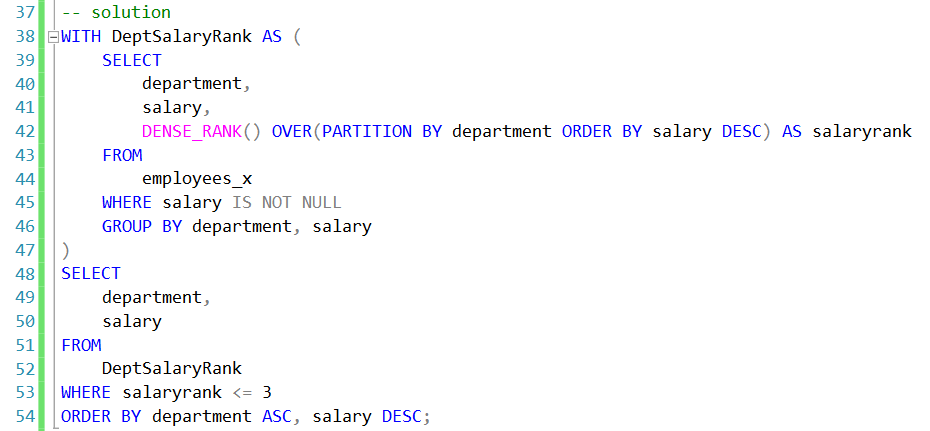 37 -- solution
38 WITH DeptSalaryRank AS (
39     SELECT
40         department,
41         salary,
42         DENSE_RANK() OVER(PARTITION BY department ORDER BY salary DESC) AS salaryrank
43     FROM
44         employees_x
45     WHERE salary IS NOT NULL
46     GROUP BY department, salary
47 )
48 SELECT
49     department,
50     salary
51 FROM
52     DeptSalaryRank
53 WHERE salaryrank <= 3
54 ORDER BY department ASC, salary DESC;